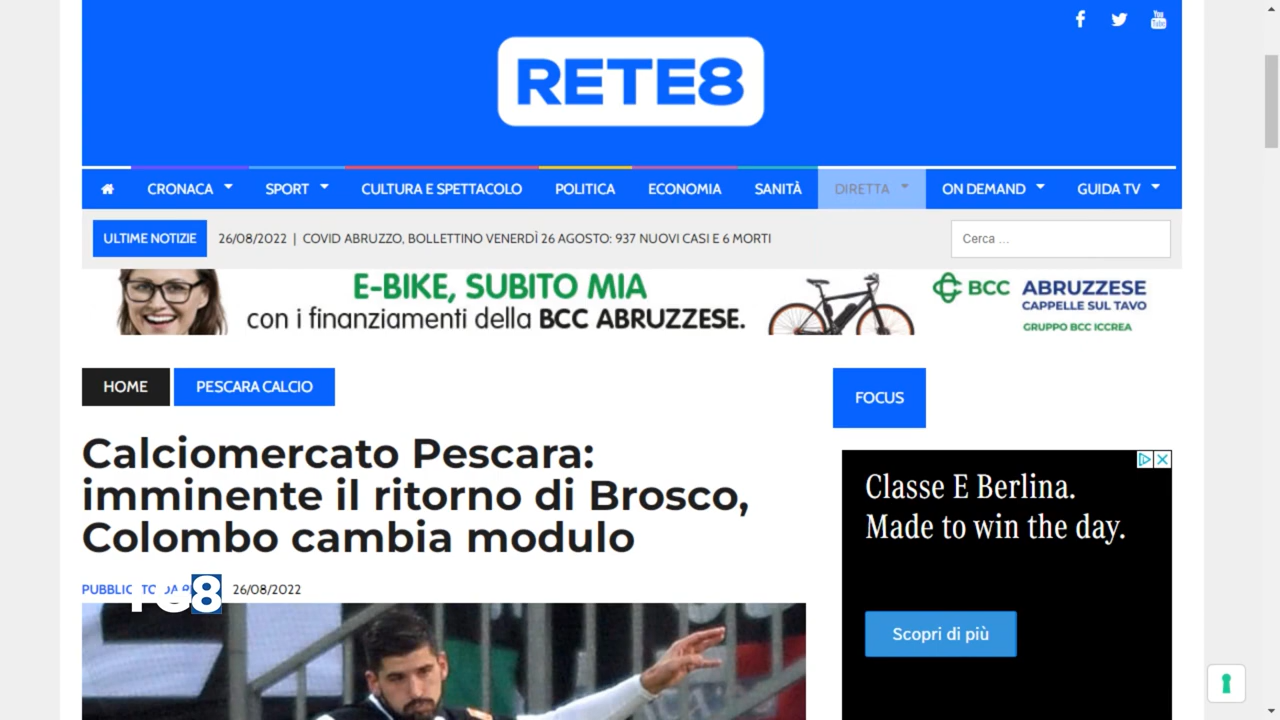 RETE8
CRONACA SPORT CULTURA E SPETTACOLO POLITICA ECONOMIA SANITÀ DIRETTA ON DEMAND GUIDA TV
ULTIME NOTIZIE 26/08/2022 | COVID ABRUZZO, BOLLETTINO VENERDÌ 26 AGOSTO: 937 NUOVI CASI E 6 MORTI Cerca ...
E-BIKE, SUBITO MIA
con i finanziamenti della BCC ABRUZZESE.
BCC ABRUZZESE
CAPPELLE SUL TAVO
GRUPPO BCC ICCREA
HOME PESCARA CALCIO
FOCUS
Calciomercato Pescara:
imminente il ritorno di Brosco,
Colombo cambia modulo
26/08/2022
8
Classe E Berlina.
Made to win the day.
Scopri di più